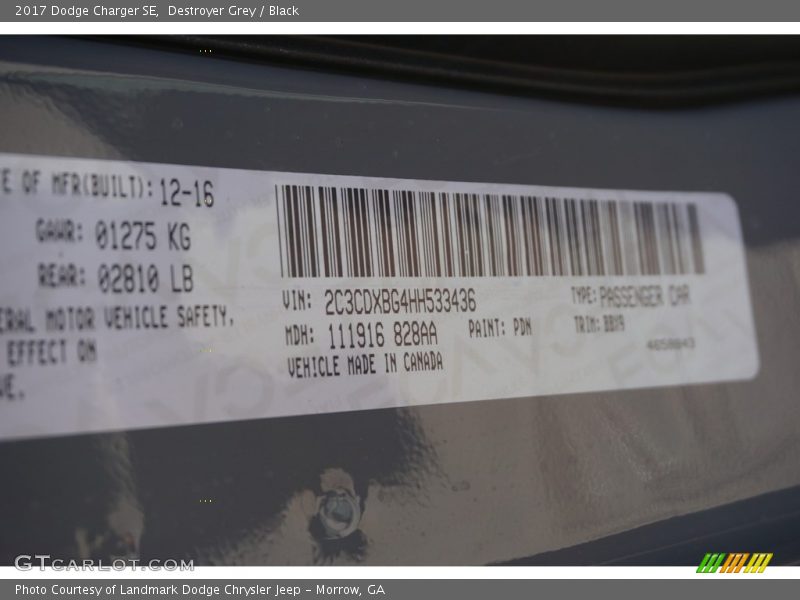 2017 Dodge Charger SE, Destroyer Grey / Black
E OF MFR(BUILT): 12-16
GAWR: 01275 KG
REAR: 02810 LB
ERAL MOTOR VEHICLE SAFETY,
EFFECT ON
VE.
VIN: 2C3CDXBG4HH533436
TYPE: PASSENGER CAR
MDH: 111916 828AA
PAINT: PDN
TRIM:
VEHICLE MADE IN CANADA
GTCARLOT.COM
Photo Courtesy of Landmark Dodge Chrysler Jeep – Morrow, GA